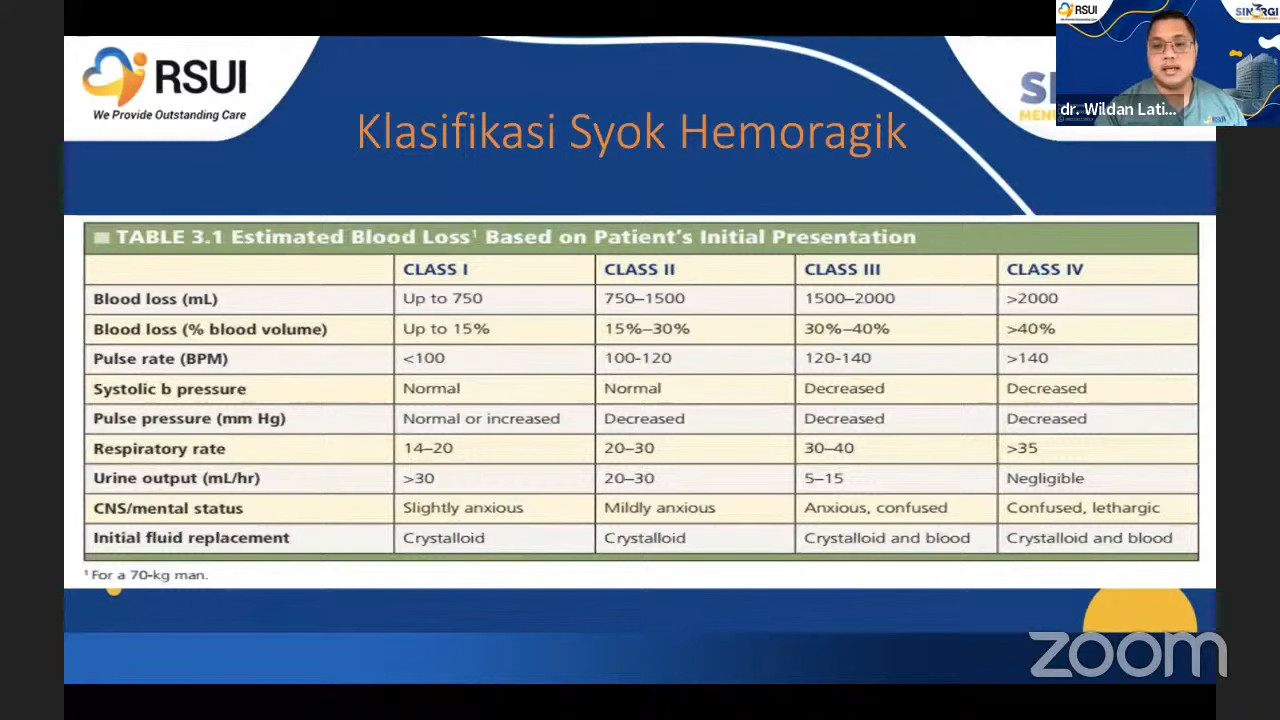 RSUI
We Provide Outstanding Care
RSUI
We Provide Outstanding Care
dr. Wildan Lati...
Klasifikasi Syok Hemoragik
TABLE 3.1 Estimated Blood Loss¹ Based on Patient's Initial Presentation
CLASS I CLASS II CLASS III CLASS IV
Blood loss (mL) Up to 750 750–1500 1500–2000 >2000
Blood loss (% blood volume) Up to 15% 15%–30% 30%–40% >40%
Pulse rate (BPM) <100 100-120 120-140 >140
Systolic b pressure Normal Normal Decreased Decreased
Pulse pressure (mm Hg) Normal or increased Decreased Decreased Decreased
Respiratory rate 14–20 20–30 30–40 >35
Urine output (mL/hr) >30 20–30 5–15 Negligible
CNS/mental status Slightly anxious Mildly anxious Anxious, confused Confused, lethargic
Initial fluid replacement Crystalloid Crystalloid Crystalloid and blood Crystalloid and blood
¹ For a 70-kg man.
zoom